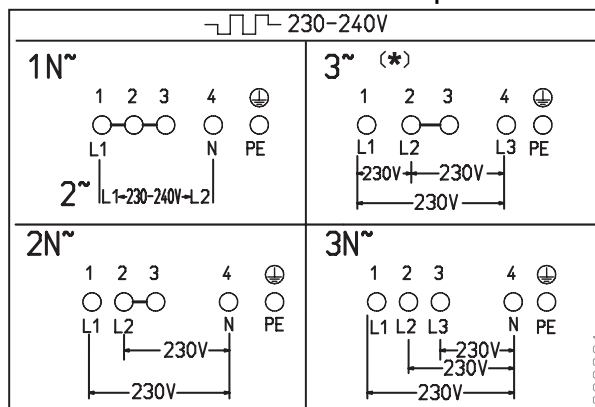 230-240V
1N~
1 2 3 4
L1 N PE
2~ L1 230-240V L2
3~ (*)
1 2 3 4
L1 L2 L3 PE
230V 230V
230V
2N~
1 2 3 4
L1 L2 N PE
230V
230V
3N~
1 2 3 4
L1 L2 L3 N PE
230V
230V
230V